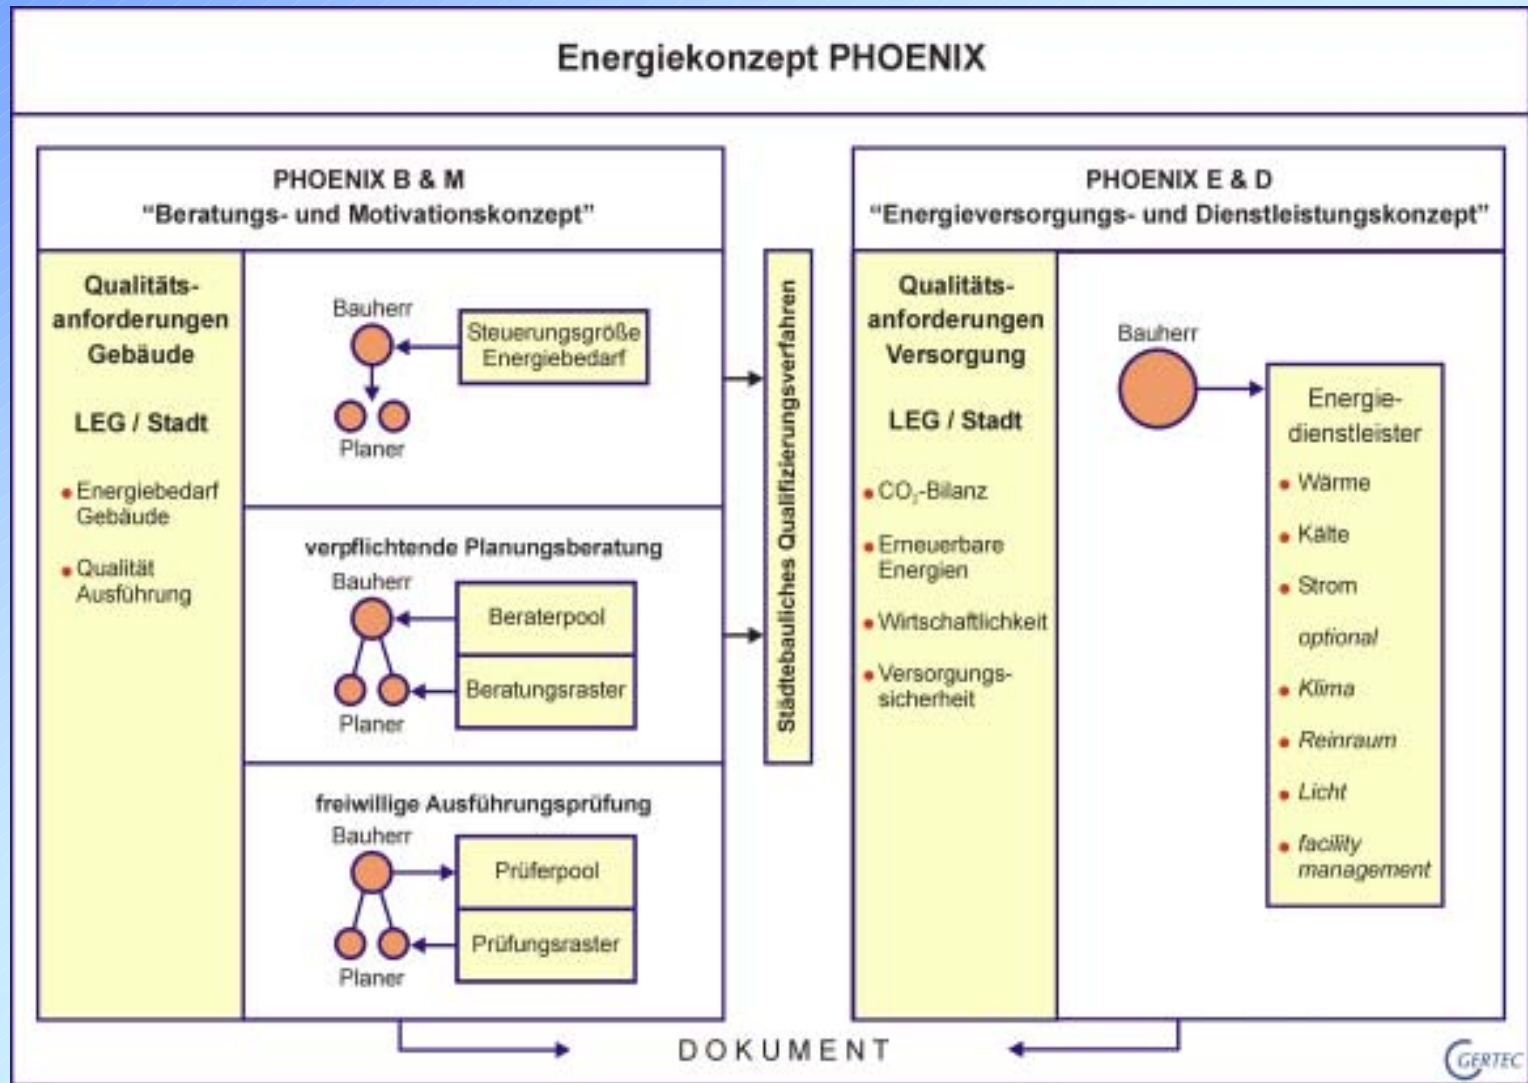 Energiekonzept PHOENIX
PHOENIX B & M
“Beratungs- und Motivationskonzept”
Qualitäts-
anforderungen
Gebäude
LEG / Stadt
Energiebedarf
Gebäude
Qualität
Ausführung
Bauherr
Steuerungsgröße
Energiebedarf
Planer
verpflichtende Planungsberatung
Bauherr
Beraterpool
Beratungsraster
Planer
freiwillige Ausführungsprüfung
Bauherr
Prüferpool
Prüfungsraster
Planer
Städtebauliches Qualifizierungsverfahren
PHOENIX E & D
“Energieversorgungs- und Dienstleistungskonzept”
Qualitäts-
anforderungen
Versorgung
LEG / Stadt
CO₂-Bilanz
Erneuerbare
Energien
Wirtschaftlichkeit
Versorgungs-
sicherheit
Bauherr
Energie-
dienstleister
Wärme
Kälte
Strom
optional
Klima
Reinraum
Licht
facility
management
DOKUMENT
GERTEC